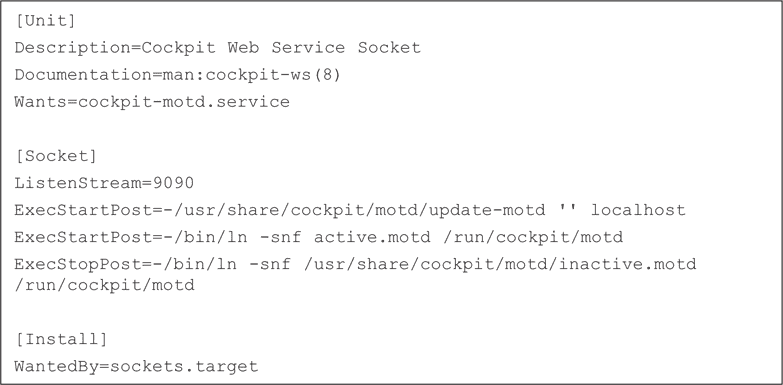 [Unit]
Description=Cockpit Web Service Socket
Documentation=man:cockpit-ws(8)
Wants=cockpit-motd.service
[Socket]
ListenStream=9090
ExecStartPost=-/usr/share/cockpit/motd/update-motd '' localhost
ExecStartPost=-/bin/ln -snf active.motd /run/cockpit/motd
ExecStopPost=-/bin/ln -snf /usr/share/cockpit/motd/inactive.motd
/run/cockpit/motd
[Install]
WantedBy=sockets.target